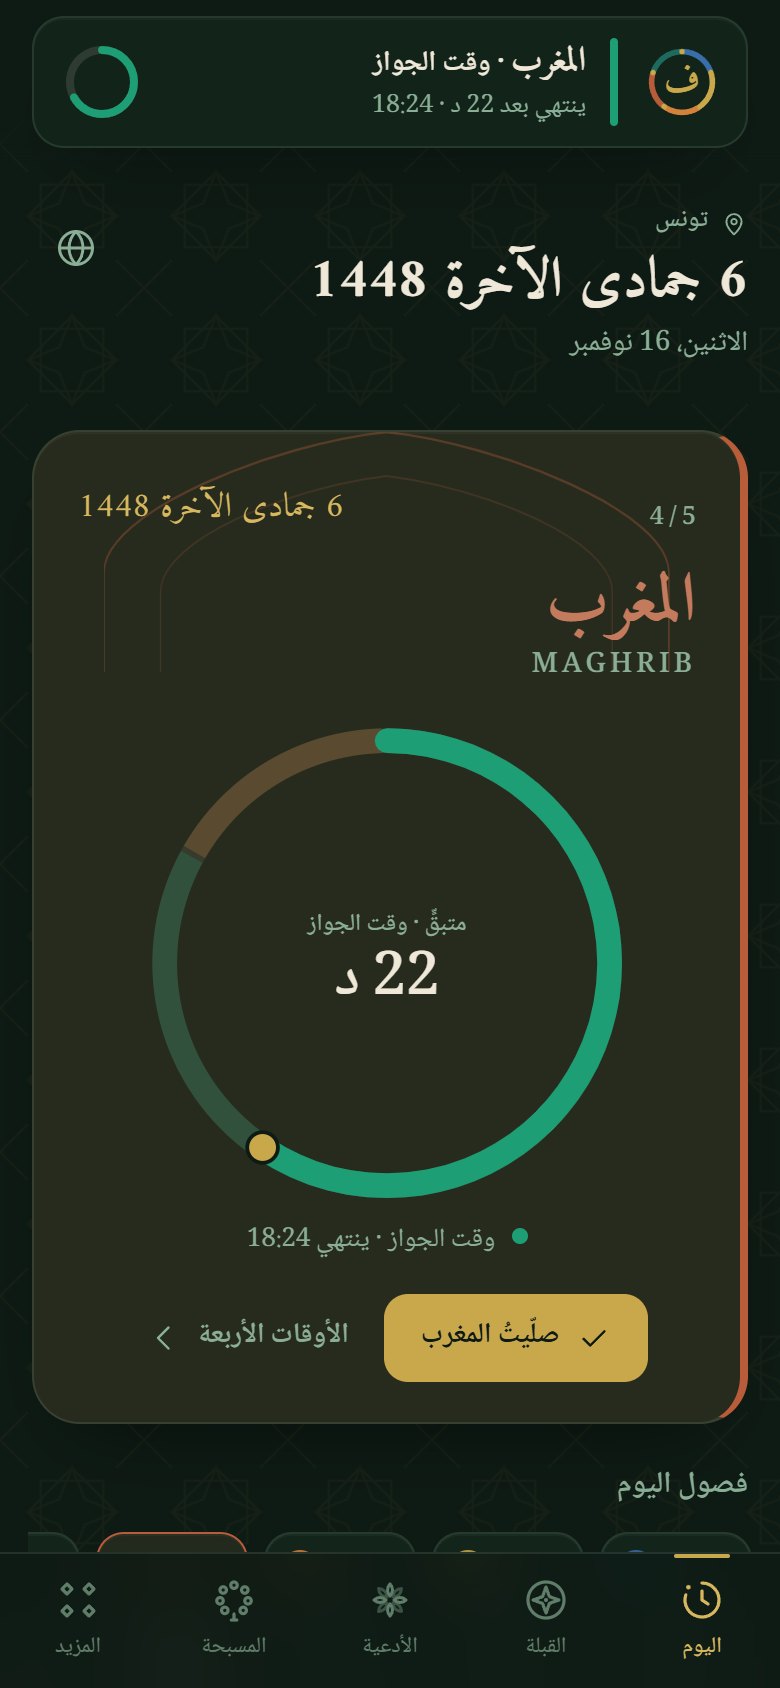 ف
المغرب · وقت الجواز
ينتهي بعد 22 د · 18:24
تونس
6 جمادى الآخرة 1448
الاثنين، 16 نوفمبر
4/5
6 جمادى الآخرة 1448
المغرب
MAGHRIB
متبقٍّ · وقت الجواز
22 د
وقت الجواز · ينتهي 18:24
صلّيتُ المغرب
الأوقات الأربعة
فصول اليوم
اليوم
القبلة
الأدعية
المسبحة
المزيد